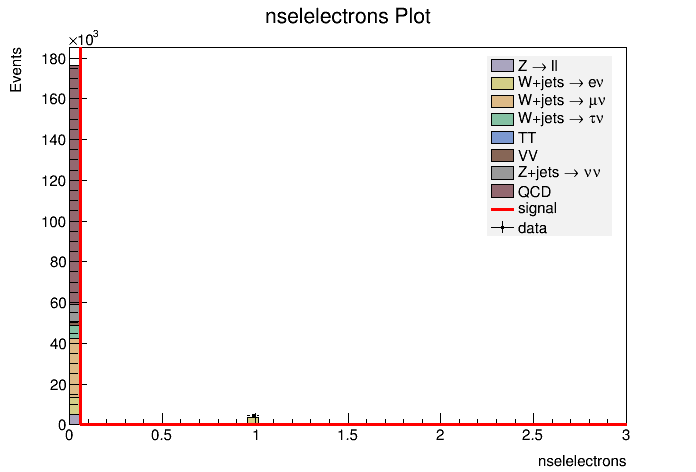 nselelectrons Plot
×10³
Events
180
160
140
120
100
80
60
40
20
0
0 0.5 1 1.5 2 2.5 3
nselelectrons
Z → ll
W+jets → eν
W+jets → μν
W+jets → τν
TT
VV
Z+jets → νν
QCD
signal
data